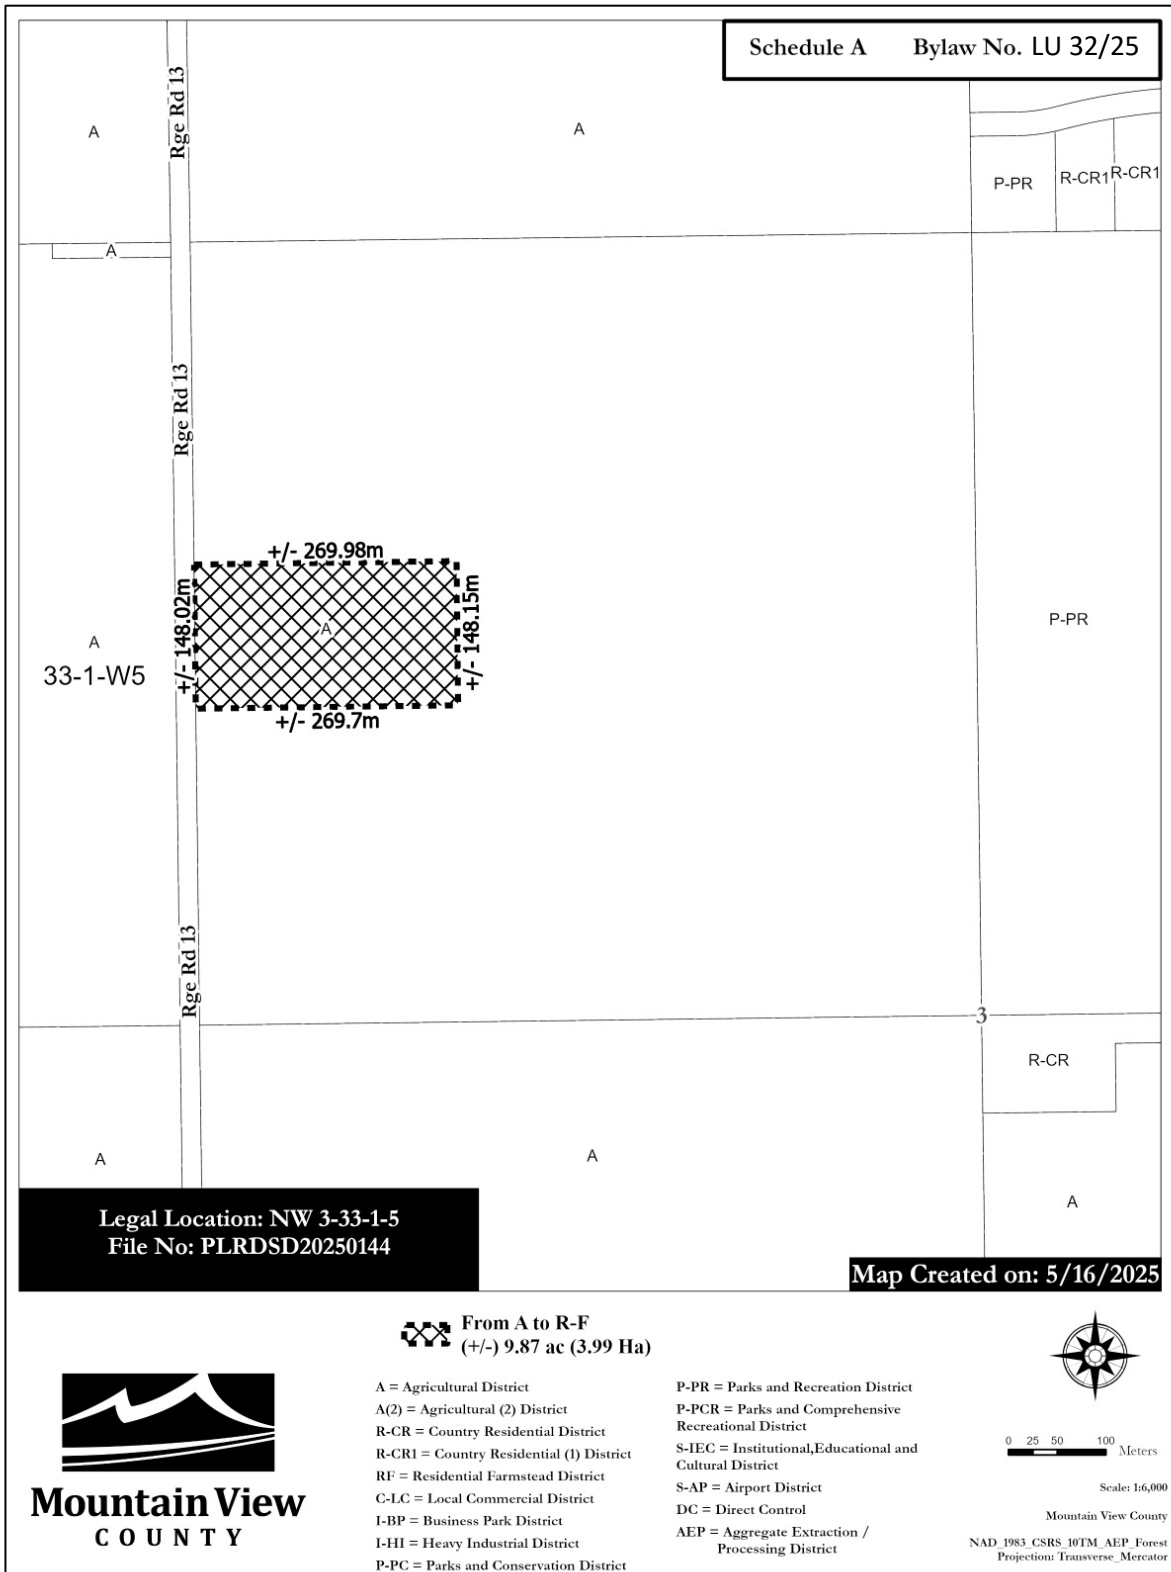 Schedule A Bylaw No. LU 32/25
Rge Rd 13
A
A
P-PR
R-CR1
R-CR1
A
Rge Rd 13
+/- 269.98m
+/- 148.02m
A
+/- 148.15m
+/- 269.7m
A
33-1-W5
P-PR
Rge Rd 13
3
R-CR
A
A
A
Legal Location: NW 3-33-1-5
File No: PLRDSD20250144
Map Created on: 5/16/2025
From A to R-F
(+/-) 9.87 ac (3.99 Ha)
A = Agricultural District
A(2) = Agricultural (2) District
R-CR = Country Residential District
R-CR1 = Country Residential (1) District
RF = Residential Farmstead District
C-LC = Local Commercial District
I-BP = Business Park District
I-HI = Heavy Industrial District
P-PC = Parks and Conservation District
P-PR = Parks and Recreation District
P-PCR = Parks and Comprehensive
Recreational District
S-IEC = Institutional,Educational and
Cultural District
S-AP = Airport District
DC = Direct Control
AEP = Aggregate Extraction /
Processing District
0 25 50 100
Meters
Scale: 1:6,000
Mountain View County
NAD_1983_CSRS_10TM_AEP_Forest
Projection: Transverse_Mercator
Mountain View
COUNTY